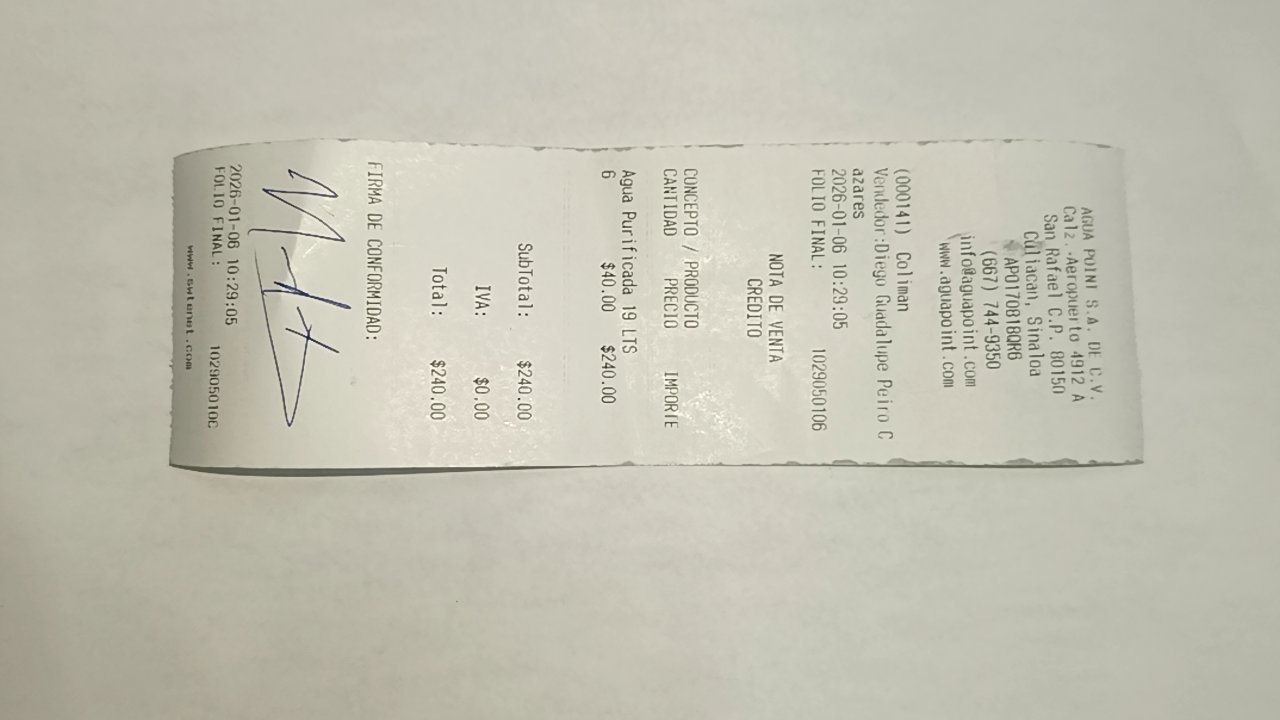 AGUA POINT S.A. DE C.V.
Calz. Aeropuerto 4912 A
San Rafael C.P. 80150
Culiacan, Sinaloa
APO170818QR6
(667) 744-9350
info@aguapoint.com
www.aguapoint.com
(000141) Coliman
Vendedor:Diego Guadalupe Peiro C
azares
2026-01-06 10:29:05
FOLIO FINAL: 1029050106
NOTA DE VENTA
CREDITO
CONCEPTO / PRODUCTO
CANTIDAD PRECIO IMPORTE
Agua Purificada 19 LTS
6 $40.00 $240.00
SubTotal: $240.00
IVA: $0.00
Total: $240.00
FIRMA DE CONFORMIDAD:
2026-01-06 10:29:05
FOLIO FINAL: 1029050106